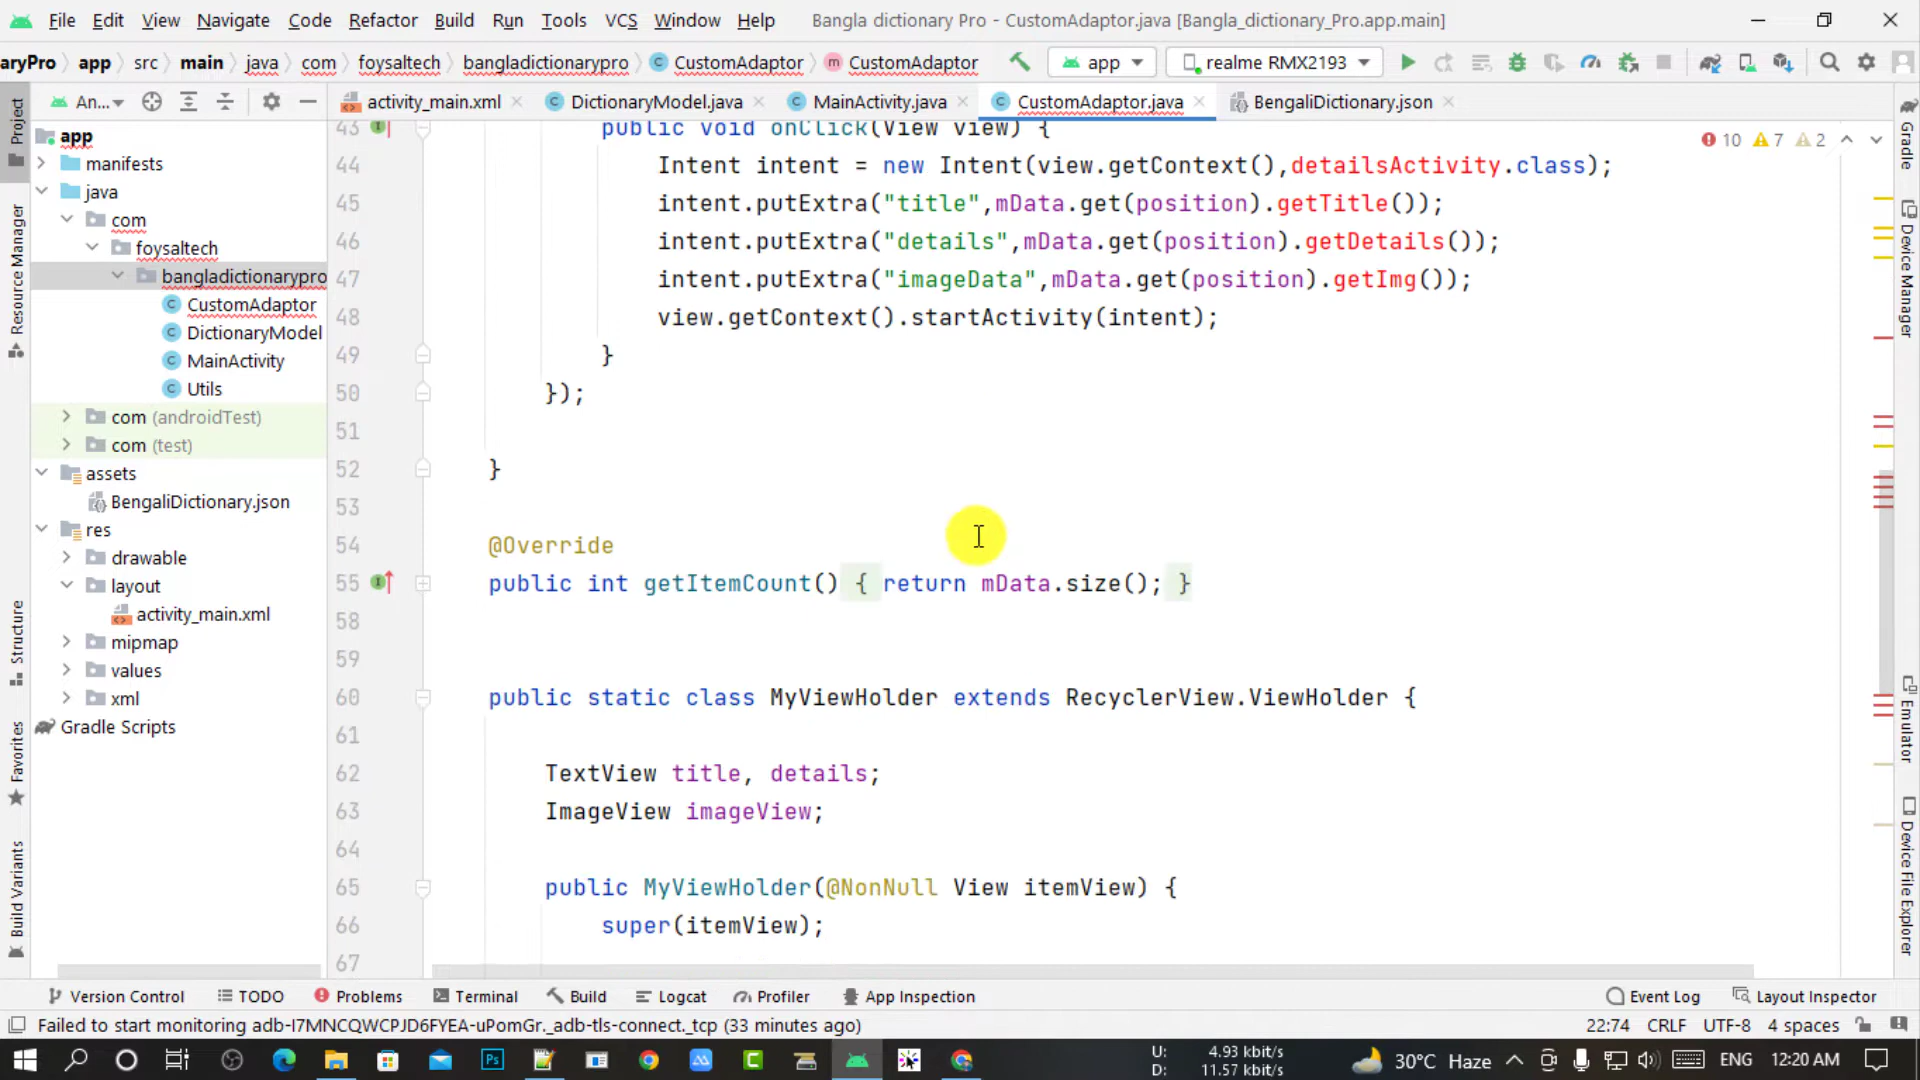 File Edit View Navigate Code Refactor Build Run Tools VCS Window Help Bangla dictionary Pro - CustomAdaptor.java [Bangla_dictionary_Pro.app.main]
aryPro app src main java com foysaltech bangladictionarypro CustomAdaptor CustomAdaptor app realme RMX2193
An... activity_main.xml DictionaryModel.java MainActivity.java CustomAdaptor.java BengaliDictionary.json
Project
Resource Manager
Structure
Favorites
Build Variants
app
manifests
java
com
foysaltech
bangladictionarypro
CustomAdaptor
DictionaryModel
MainActivity
Utils
com (androidTest)
com (test)
assets
BengaliDictionary.json
res
drawable
layout
activity_main.xml
mipmap
values
xml
Gradle Scripts
10 7 2
43 public void onClick(View view) {
44 Intent intent = new Intent(view.getContext(),detailsActivity.class);
45 intent.putExtra("title",mData.get(position).getTitle());
46 intent.putExtra("details",mData.get(position).getDetails());
47 intent.putExtra("imageData",mData.get(position).getImg());
48 view.getContext().startActivity(intent);
49 }
50 });
51
52 }
53
54 @Override
55 public int getItemCount() { return mData.size(); }
58
59
60 public static class MyViewHolder extends RecyclerView.ViewHolder {
61
62 TextView title, details;
63 ImageView imageView;
64
65 public MyViewHolder(@NonNull View itemView) {
66 super(itemView);
67
Gradle
Device Manager
Emulator
Device File Explorer
Version Control TODO Problems Terminal Build Logcat Profiler App Inspection Event Log Layout Inspector
Failed to start monitoring adb-I7MNCQWCPJD6FYEA-uPomGr._adb-tls-connect._tcp (33 minutes ago) 22:74 CRLF UTF-8 4 spaces
U: 4.93 kbit/s
D: 11.57 kbit/s
30°C Haze ENG 12:20 AM